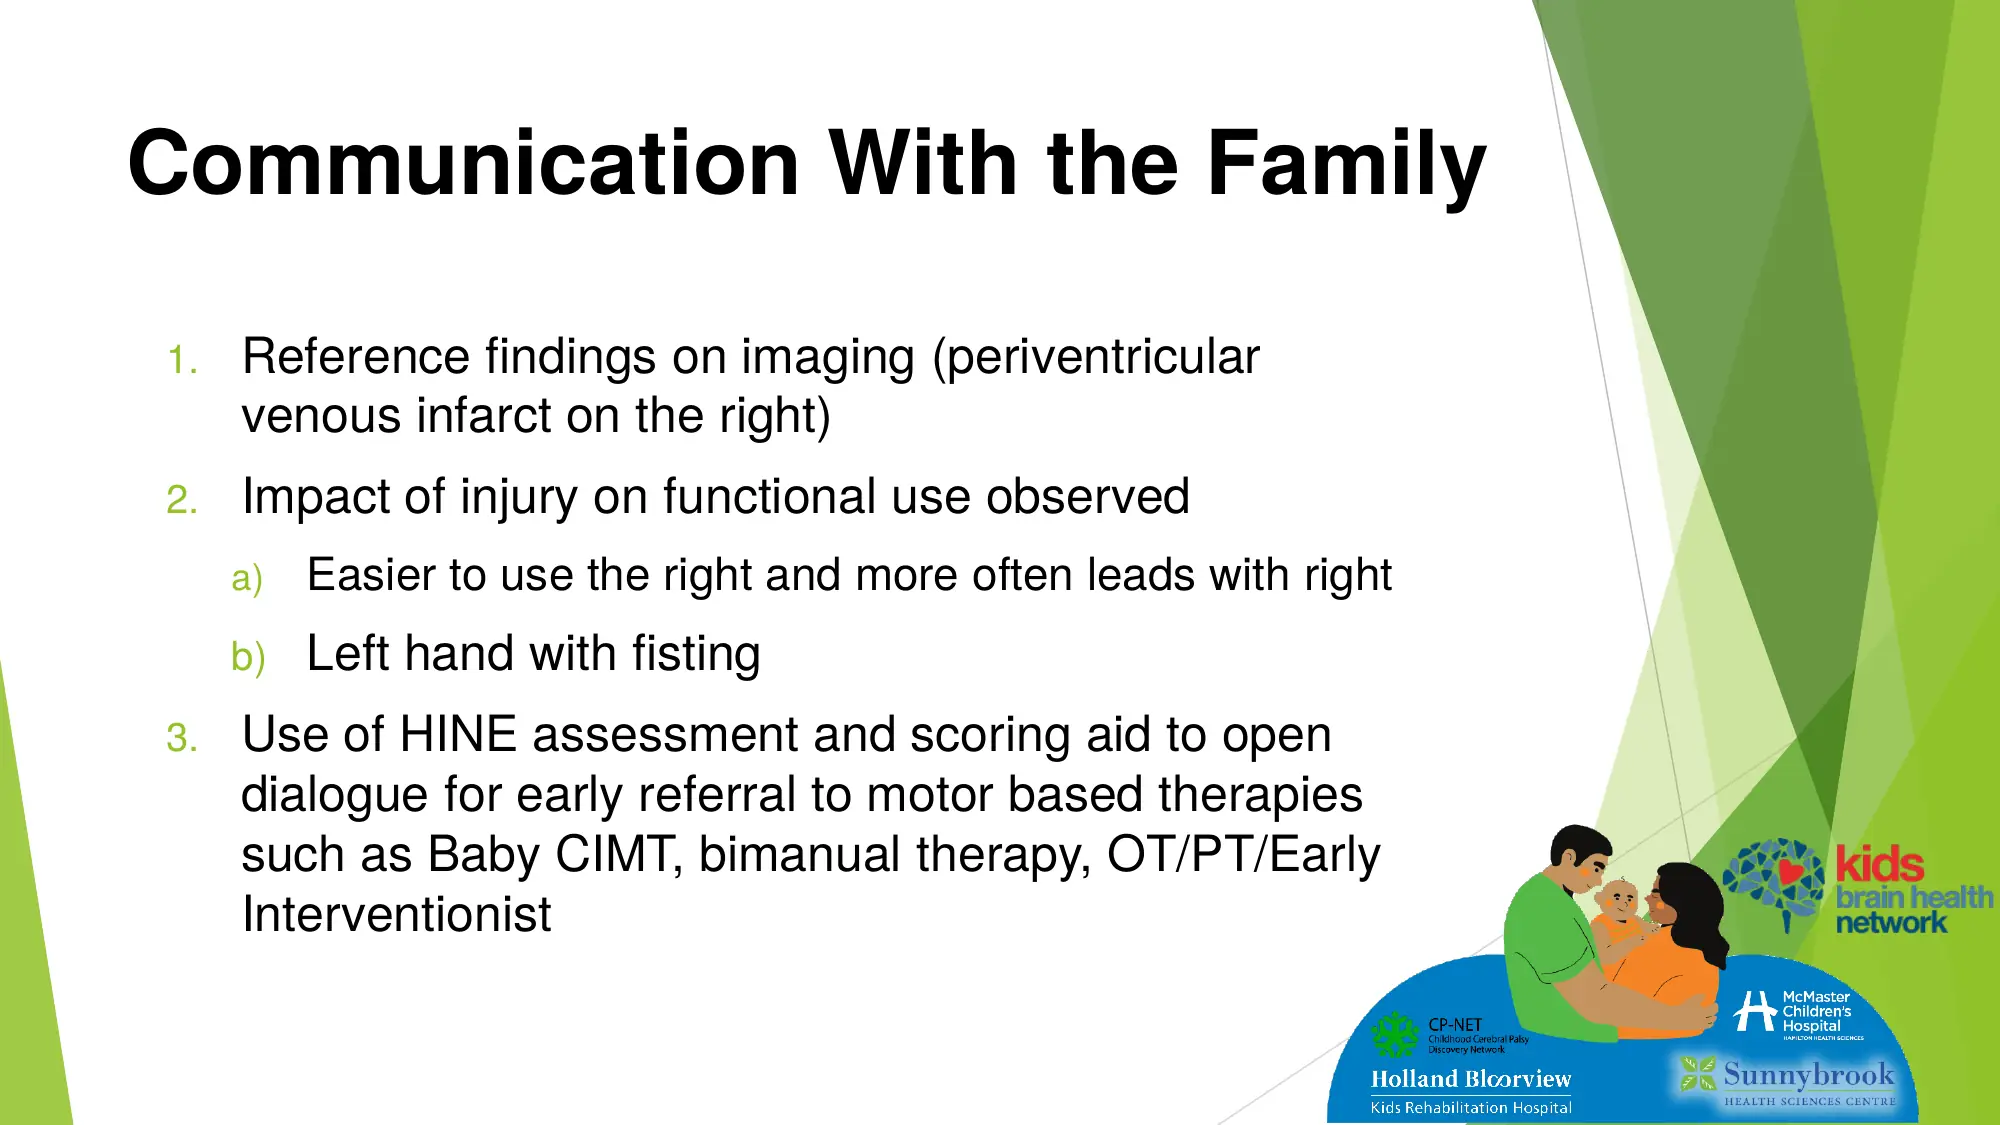 Communication With the Family
1. Reference findings on imaging (periventricular
venous infarct on the right)
2. Impact of injury on functional use observed
a) Easier to use the right and more often leads with right
b) Left hand with fisting
3. Use of HINE assessment and scoring aid to open
dialogue for early referral to motor based therapies
such as Baby CIMT, bimanual therapy, OT/PT/Early
Interventionist
kids
brain health
network
McMaster
Children's
Hospital
HAMILTON HEALTH SCIENCES
CP-NET
Childhood Cerebral Palsy
Discovery Network
Holland Bloorview
Kids Rehabilitation Hospital
Sunnybrook
HEALTH SCIENCES CENTRE